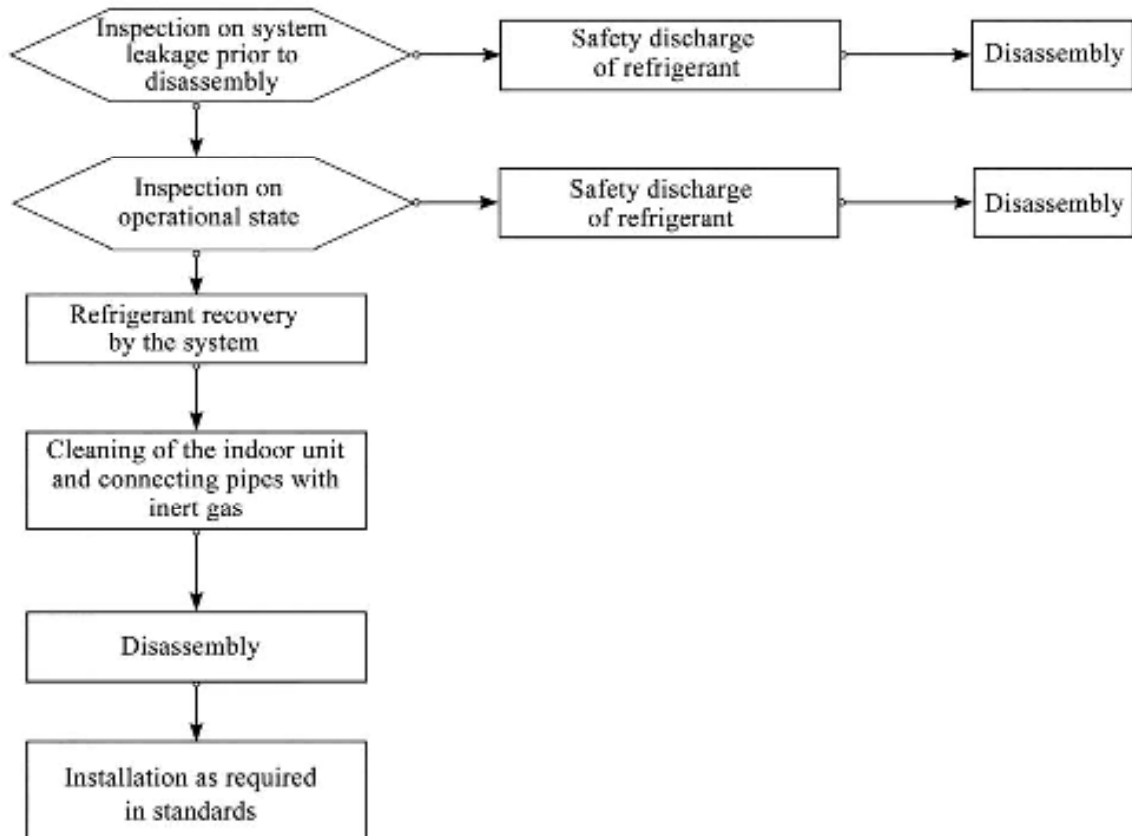 Inspection on system
leakage prior to
disassembly
Safety discharge
of refrigerant
Disassembly
Inspection on
operational state
Safety discharge
of refrigerant
Disassembly
Refrigerant recovery
by the system
Cleaning of the indoor unit
and connecting pipes with
inert gas
Disassembly
Installation as required
in standards